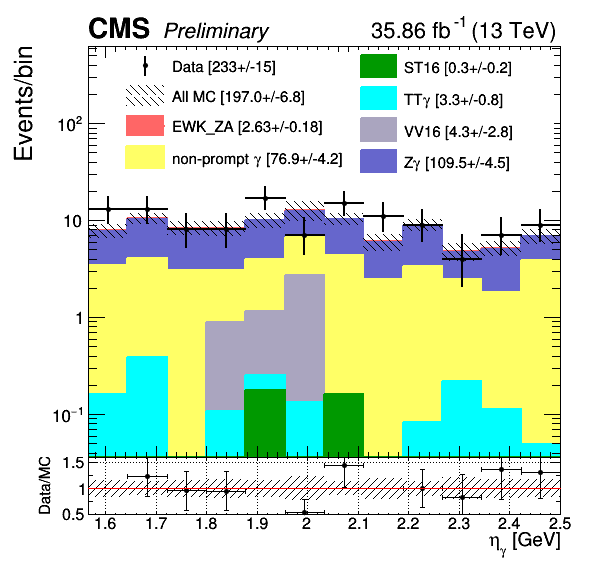 CMS Preliminary 35.86 fb⁻¹ (13 TeV)
Events/bin
Data [233+/-15]
All MC [197.0+/-6.8]
EWK_ZA [2.63+/-0.18]
non-prompt γ [76.9+/-4.2]
ST16 [0.3+/-0.2]
TTγ [3.3+/-0.8]
VV16 [4.3+/-2.8]
Zγ [109.5+/-4.5]
10²
10
1
10⁻¹
Data/MC
1.5
1
0.5
1.6 1.7 1.8 1.9 2 2.1 2.2 2.3 2.4 2.5
η_γ [GeV]